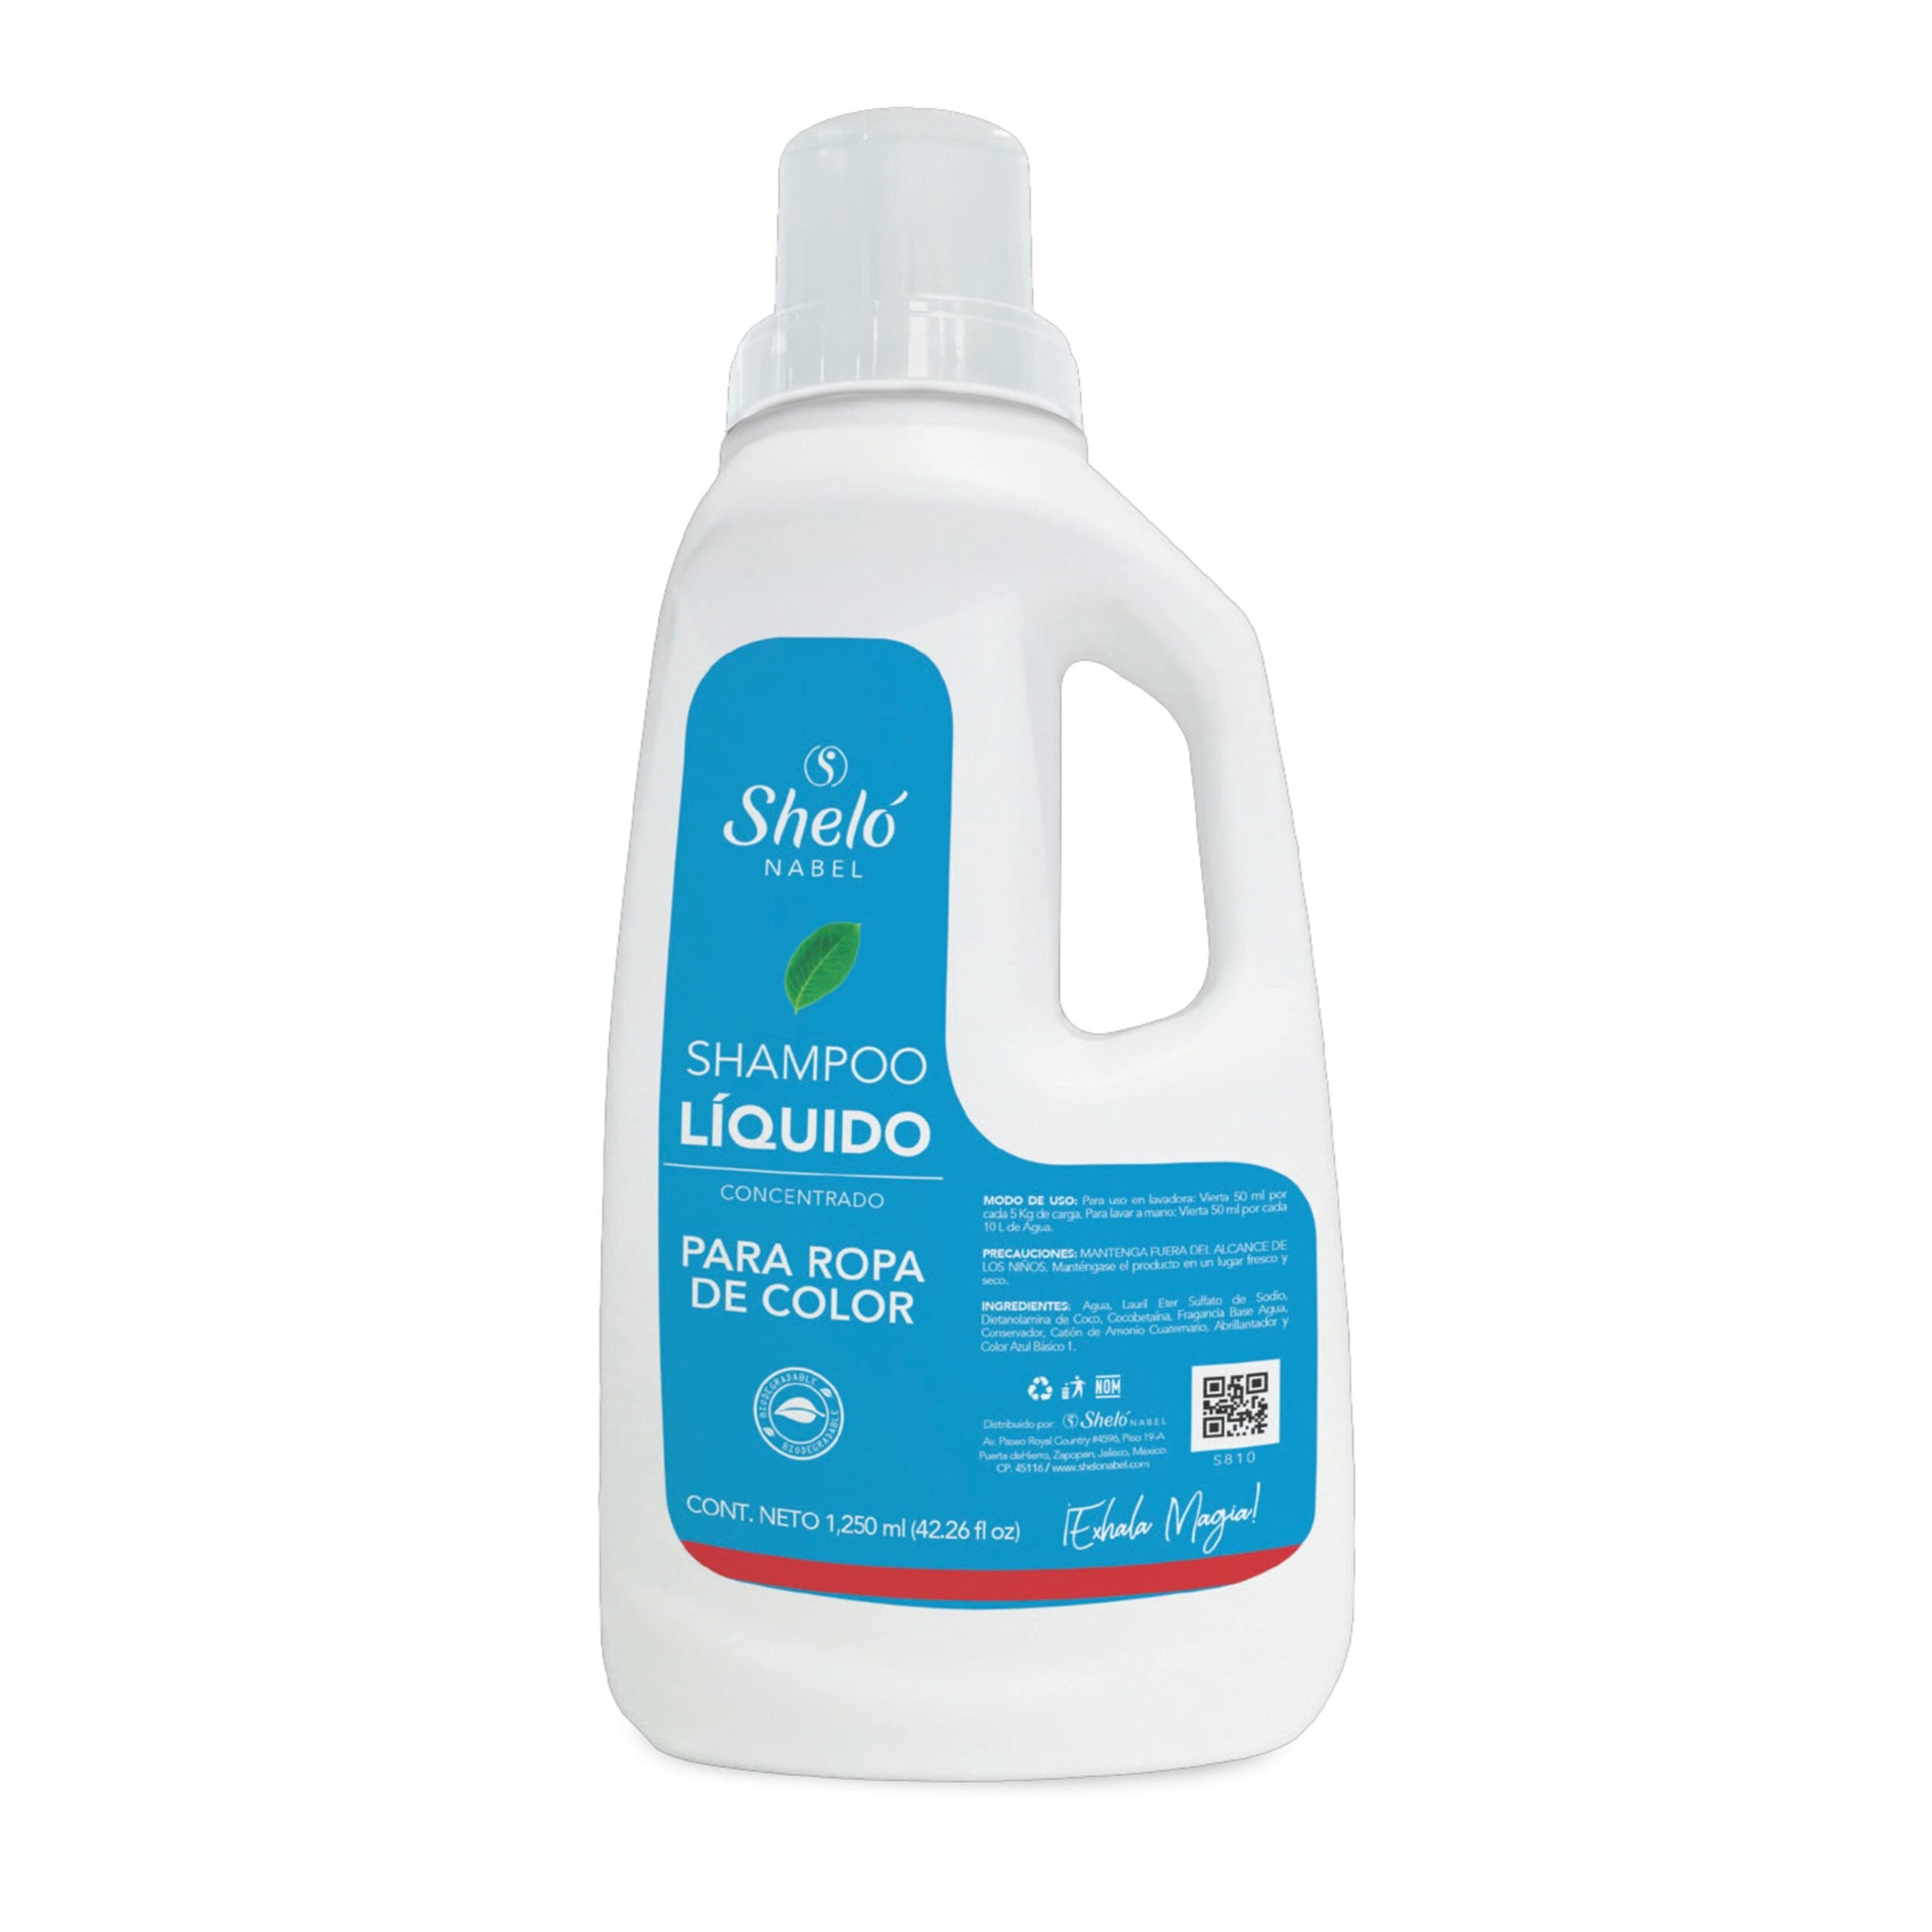 Sheló
NABEL
SHAMPOO
LÍQUIDO
CONCENTRADO
PARA ROPA
DE COLOR
BIODEGRADABLE
BIODEGRADABLE
CONT. NETO 1,250 ml (42.26 fl oz)
MODO DE USO: Para uso en lavadora: Vierta 50 ml por
cada 5 Kg de carga. Para lavar a mano: Vierta 50 ml por cada
10 L de Agua.
PRECAUCIONES: MANTENGA FUERA DEL ALCANCE DE
LOS NIÑOS. Manténgase el producto en un lugar fresco y
seco.
INGREDIENTES: Agua, Lauril Eter Sulfato de Sodio,
Dietanolamina de Coco, Cocobetaína, Fragancia Base Agua,
Conservador, Catión de Amonio Cuaternario, Abrillantador y
Color Azul Básico 1.
NOM
Distribuido por: Sheló NABEL
Av. Paseo Royal Country #4596, Piso 19-A
Puerta deHierro, Zapopan, Jalisco, México.
CP. 45116 / www.shelonabel.com
S810
¡Exhala Magia!